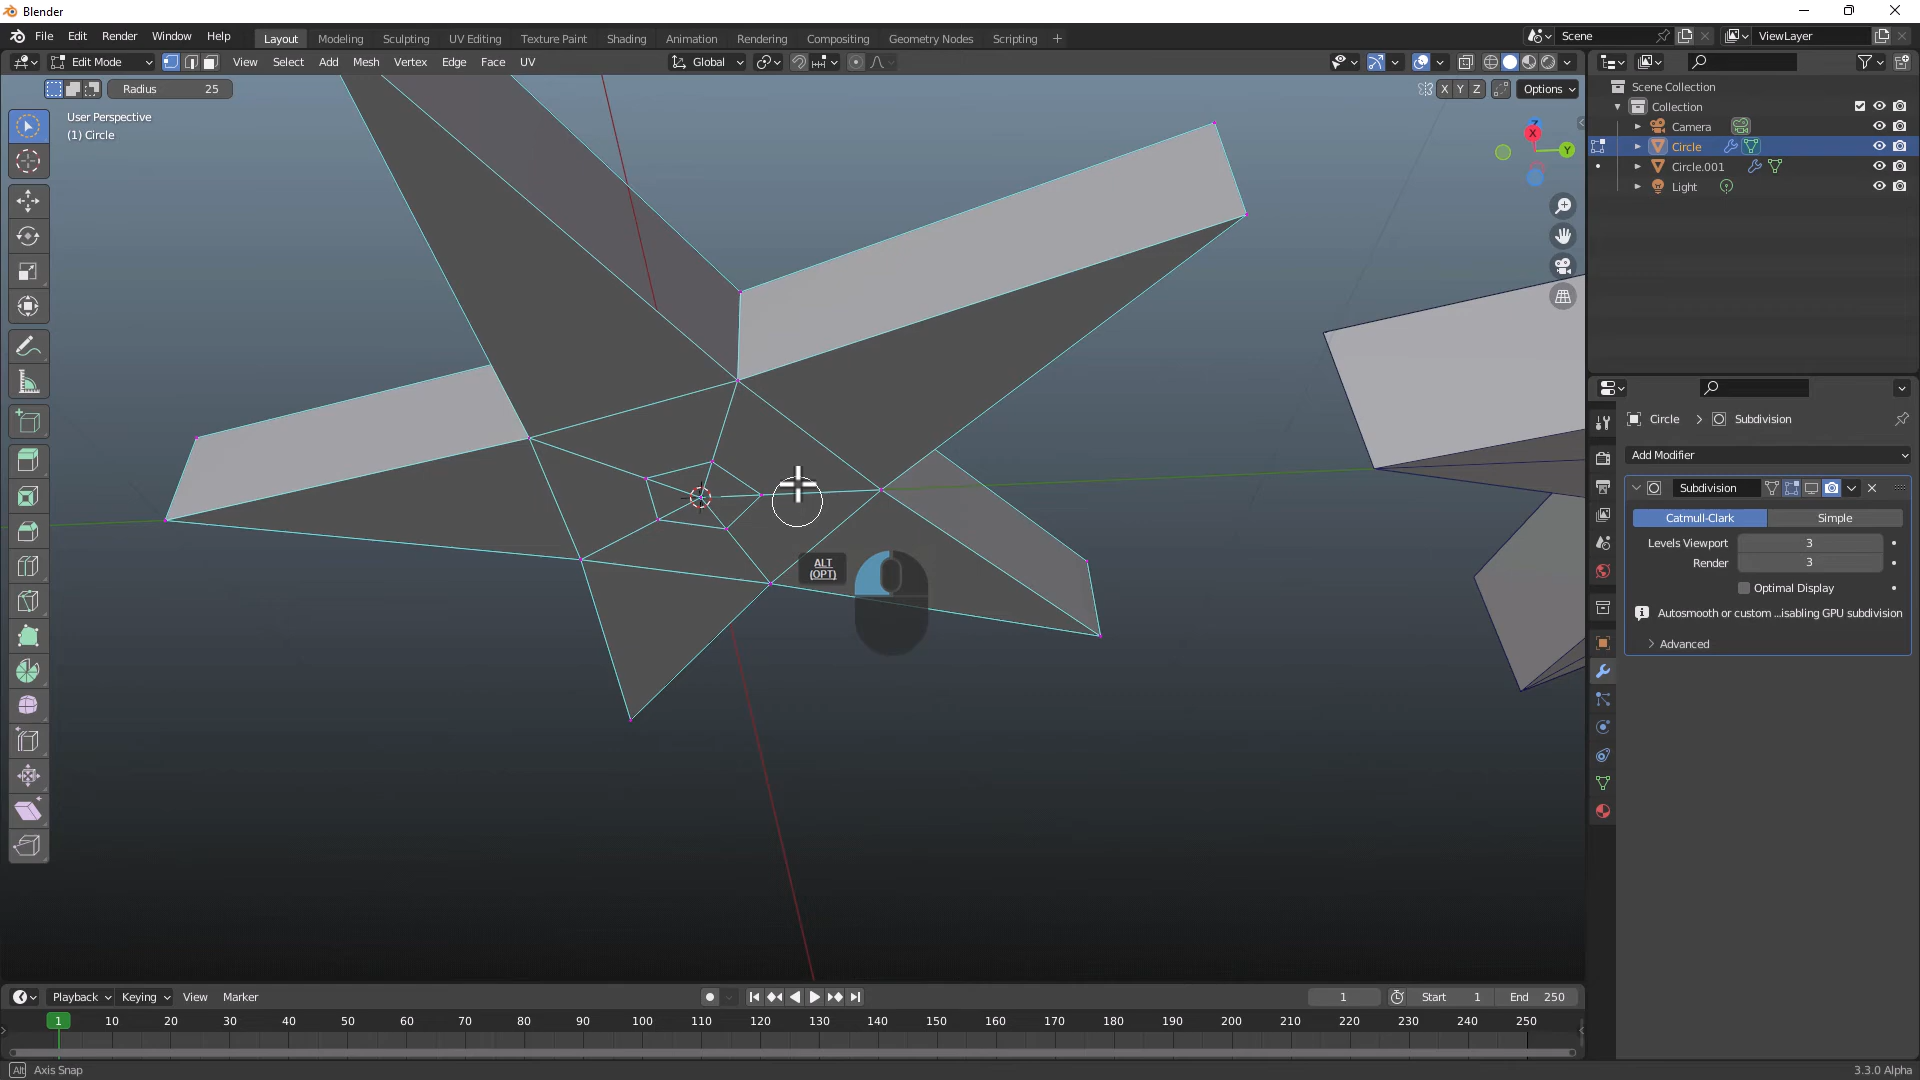 Blender
File Edit Render Window Help
Layout Modeling Sculpting UV Editing Texture Paint Shading Animation Rendering Compositing Geometry Nodes Scripting +
Scene
ViewLayer
Edit Mode
View Select Add Mesh Vertex Edge Face UV
Global
Radius 25
X Y Z
Options
User Perspective
(1) Circle
Z
X
Y
Scene Collection
Collection
Camera
Circle
Circle.001
Light
Circle > Subdivision
Add Modifier
Subdivision
Catmull-Clark Simple
Levels Viewport 3
Render 3
Optimal Display
Autosmooth or custom ...isabling GPU subdivision
Advanced
ALT
(OPT)
Playback Keying View Marker
1
Start 1
End 250
1 10 20 30 40 50 60 70 80 90 100 110 120 130 140 150 160 170 180 190 200 210 220 230 240 250
Alt Axis Snap
3.3.0 Alpha